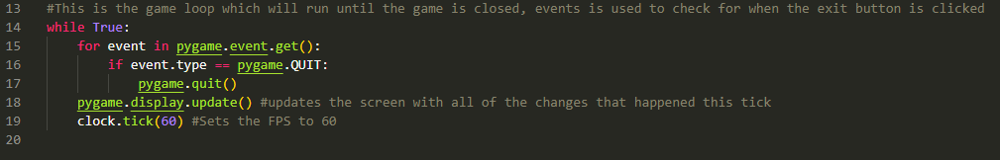 13 #This is the game loop which will run until the game is closed, events is used to check for when the exit button is clicked
14 while True:
15     for event in pygame.event.get():
16         if event.type == pygame.QUIT:
17             pygame.quit()
18     pygame.display.update() #updates the screen with all of the changes that happened this tick
19     clock.tick(60) #Sets the FPS to 60
20